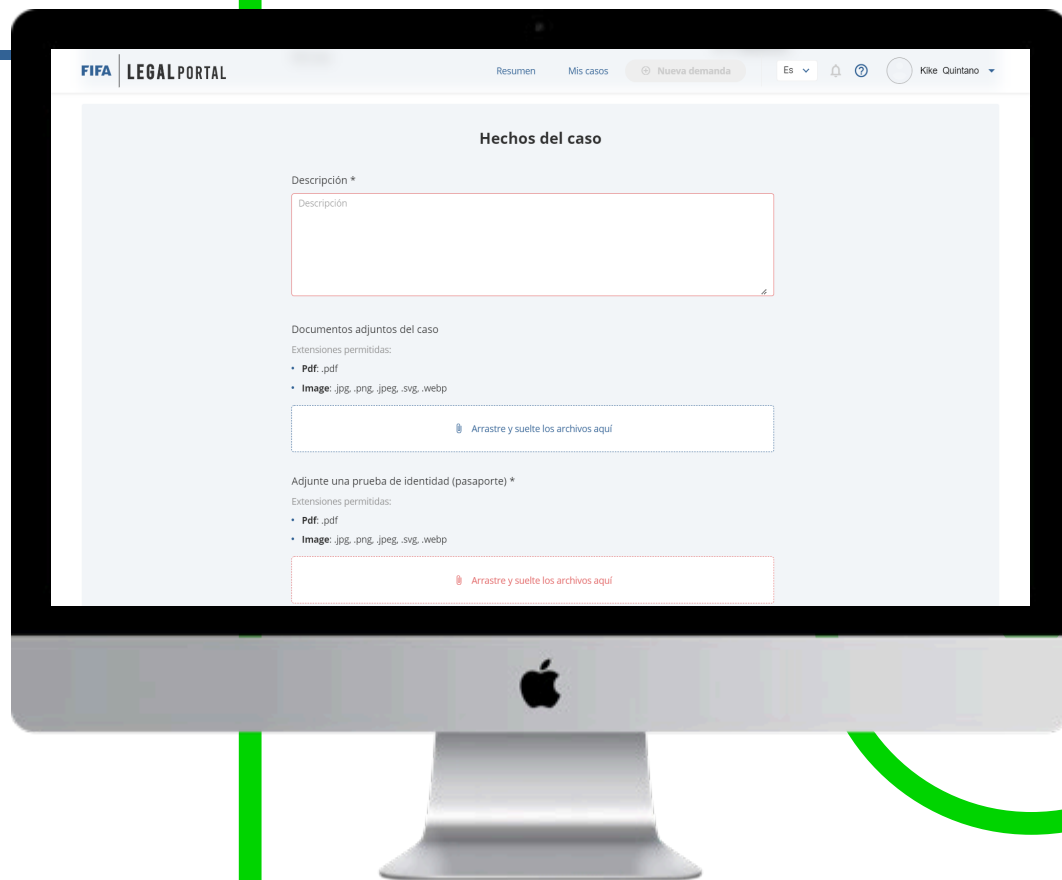 FIFA LEGAL PORTAL Resumen Mis casos Nueva demanda Es Kike Quintano
Hechos del caso
Descripción *
Descripción
Documentos adjuntos del caso
Extensiones permitidas:
• Pdf: .pdf
• Image: .jpg, .png, .jpeg, .svg, .webp
Arrastre y suelte los archivos aquí
Adjunte una prueba de identidad (pasaporte) *
Extensiones permitidas:
• Pdf: .pdf
• Image: .jpg, .png, .jpeg, .svg, .webp
Arrastre y suelte los archivos aquí